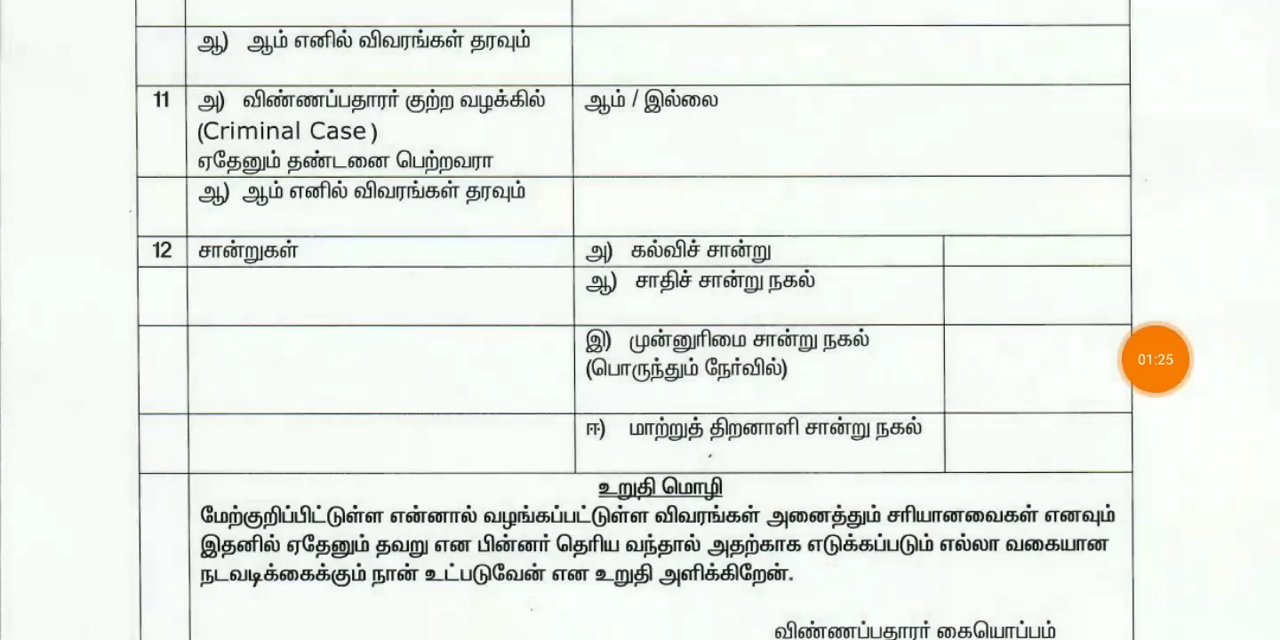 ஆ) ஆம் எனில் விவரங்கள் தரவும்
11 அ) விண்ணப்பதாரர் குற்ற வழக்கில் ஆம் / இல்லை
(Criminal Case)
ஏதேனும் தண்டனை பெற்றவரா
ஆ) ஆம் எனில் விவரங்கள் தரவும்
12 சான்றுகள் அ) கல்விச் சான்று
ஆ) சாதிச் சான்று நகல்
இ) முன்னுரிமை சான்று நகல்
(பொருந்தும் நேர்வில்)
01:25
ஈ) மாற்றுத் திறனாளி சான்று நகல்
உறுதி மொழி
மேற்குறிப்பிட்டுள்ள என்னால் வழங்கப்பட்டுள்ள விவரங்கள் அனைத்தும் சரியானவைகள் எனவும்
இதனில் ஏதேனும் தவறு என பின்னர் தெரிய வந்தால் அதற்காக எடுக்கப்படும் எல்லா வகையான
நடவடிக்கைக்கும் நான் உட்படுவேன் என உறுதி அளிக்கிறேன்.
விண்ணப்பதாரர் கையொப்பம்